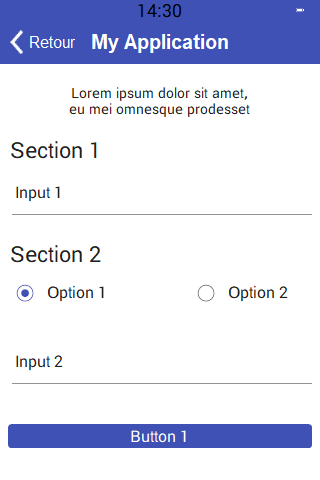 14:30
Retour My Application
Lorem ipsum dolor sit amet,
eu mei omnesque prodesset
Section 1
Input 1
Section 2
Option 1 Option 2
Input 2
Button 1